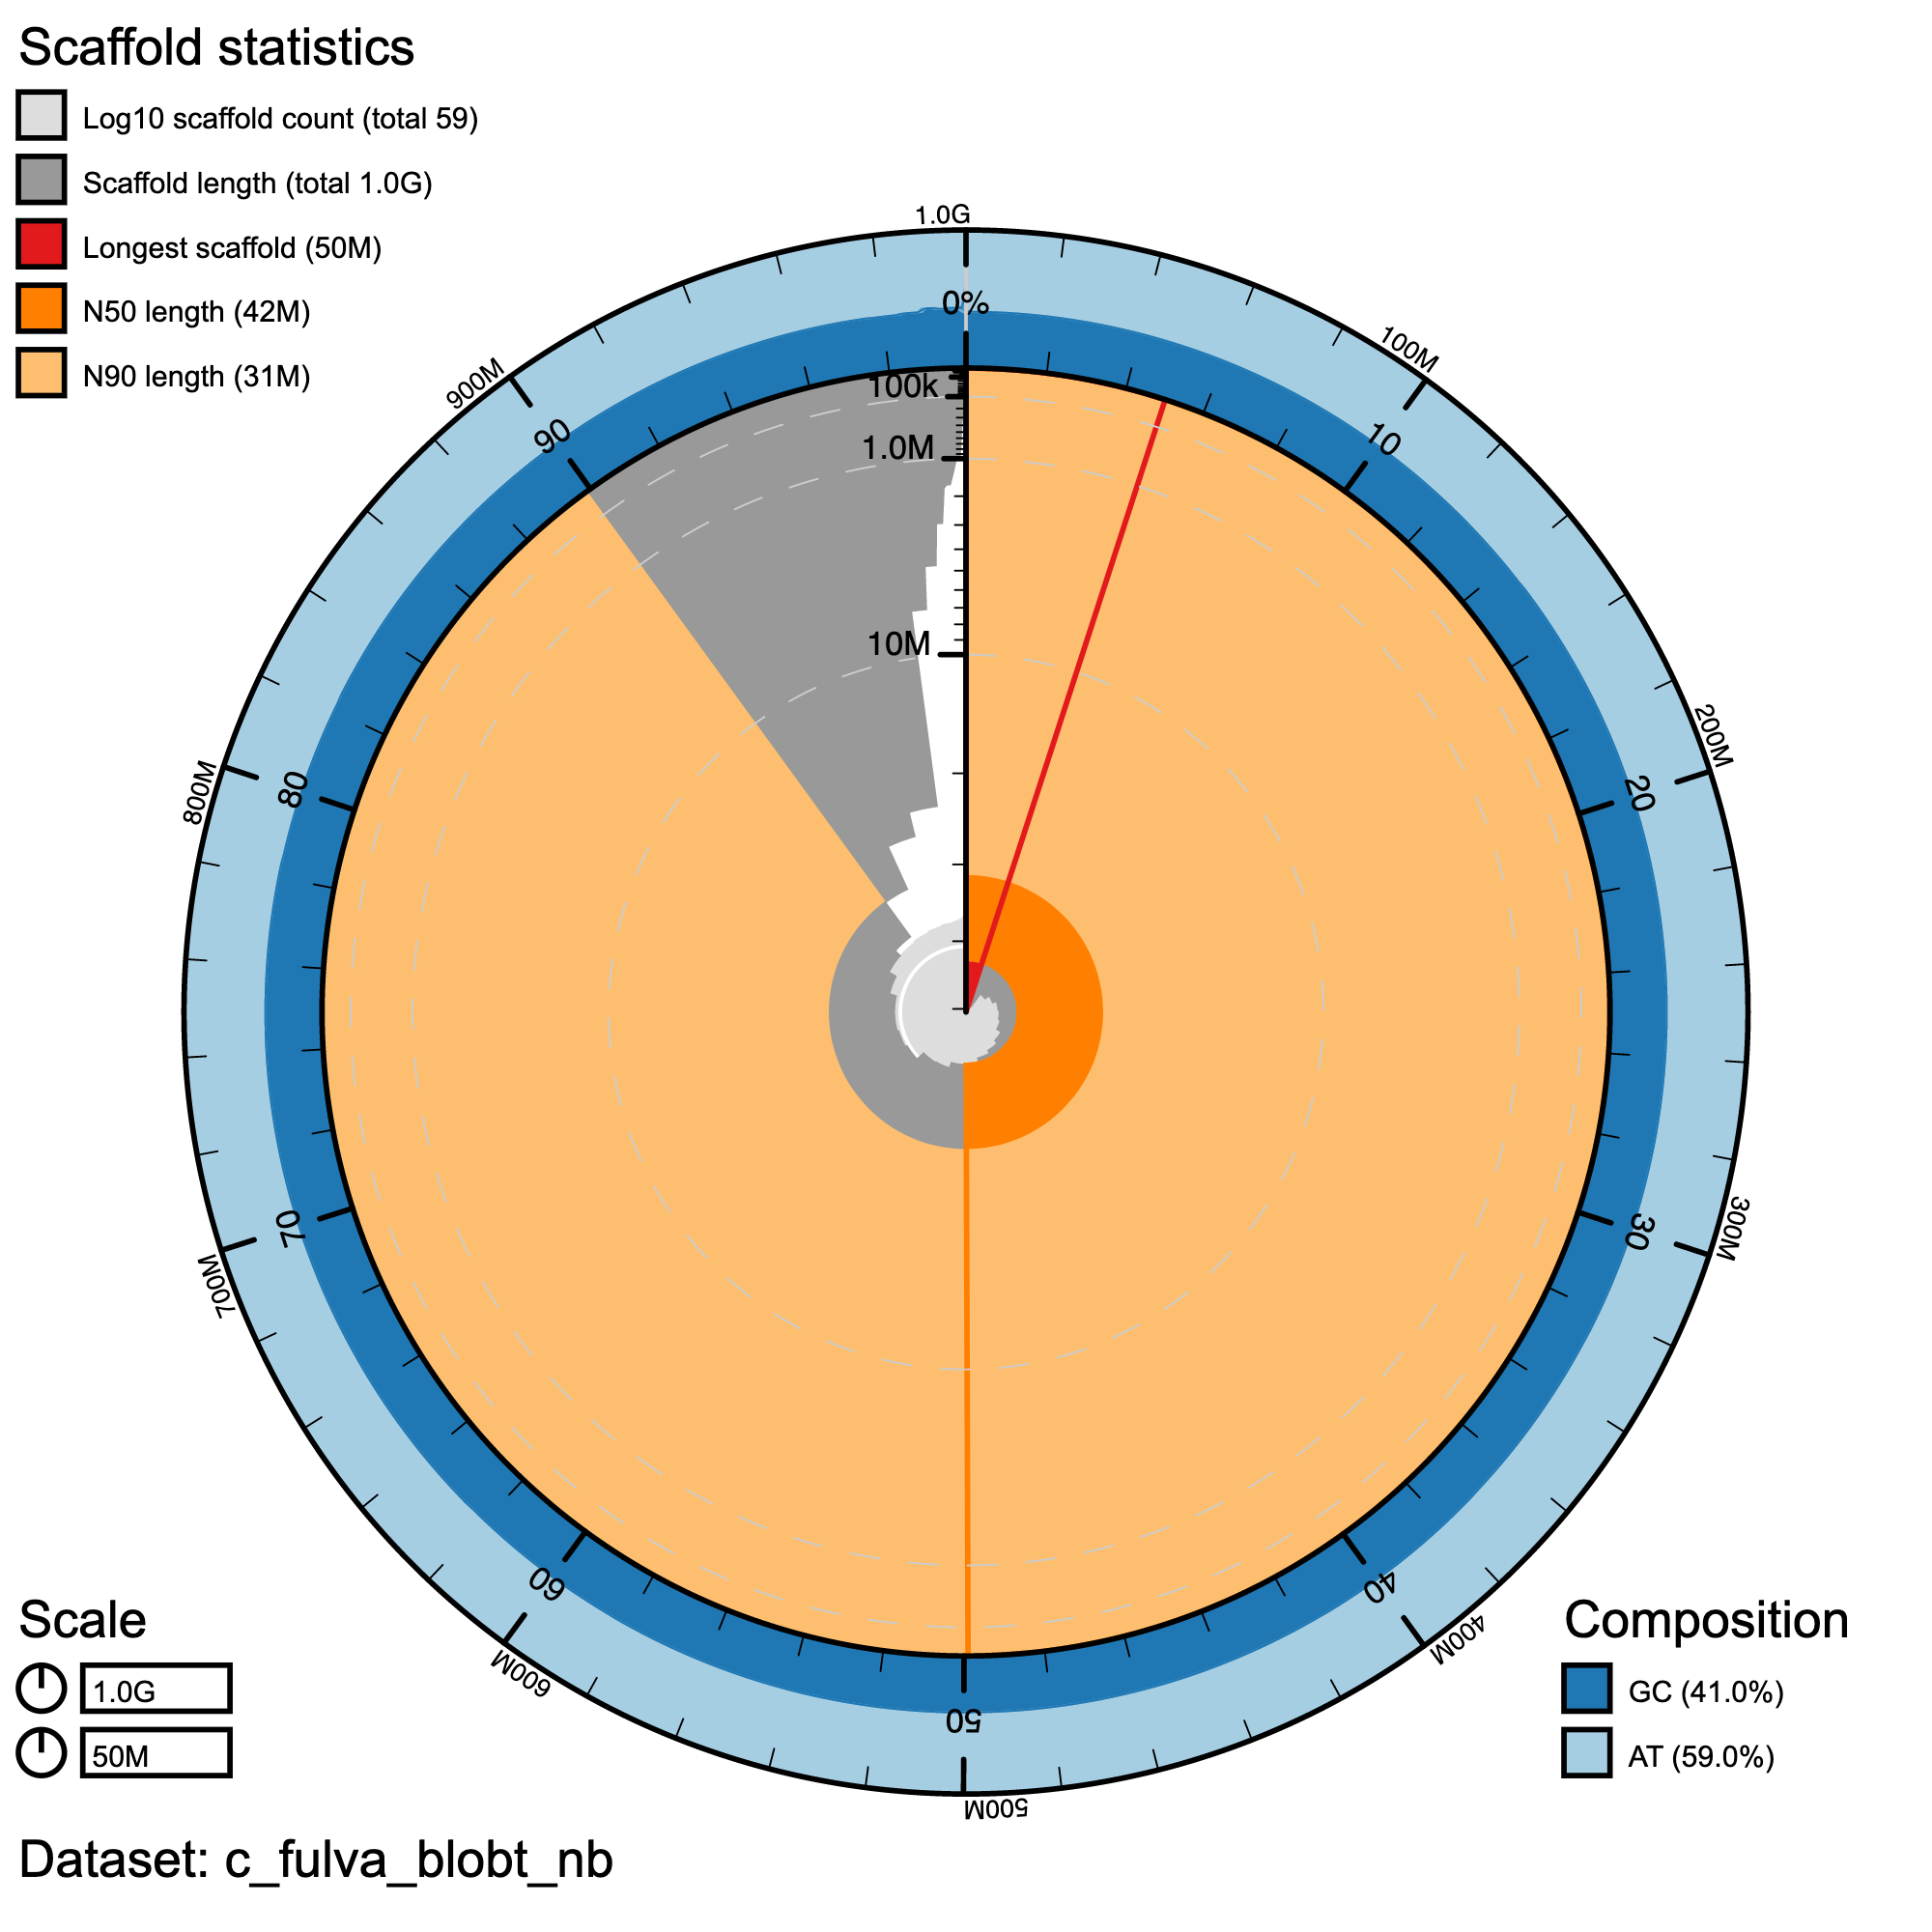 Scaffold statistics
Log10 scaffold count (total 59)
Scaffold length (total 1.0G)
Longest scaffold (50M)
N50 length (42M)
N90 length (31M)
1.0G
100M
200M
300M
400M
500M
600M
700M
800M
900M
0%
10
20
30
40
50
60
70
80
90
100k
1.0M
10M
Scale
1.0G
50M
Composition
GC (41.0%)
AT (59.0%)
Dataset: c_fulva_blobt_nb